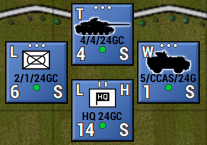 T
4/4/24GC
4 S
L
2/1/24GC
6 S
W
5/CCAS/24G
1 S
L H
HQ
HQ 24GC
14 S